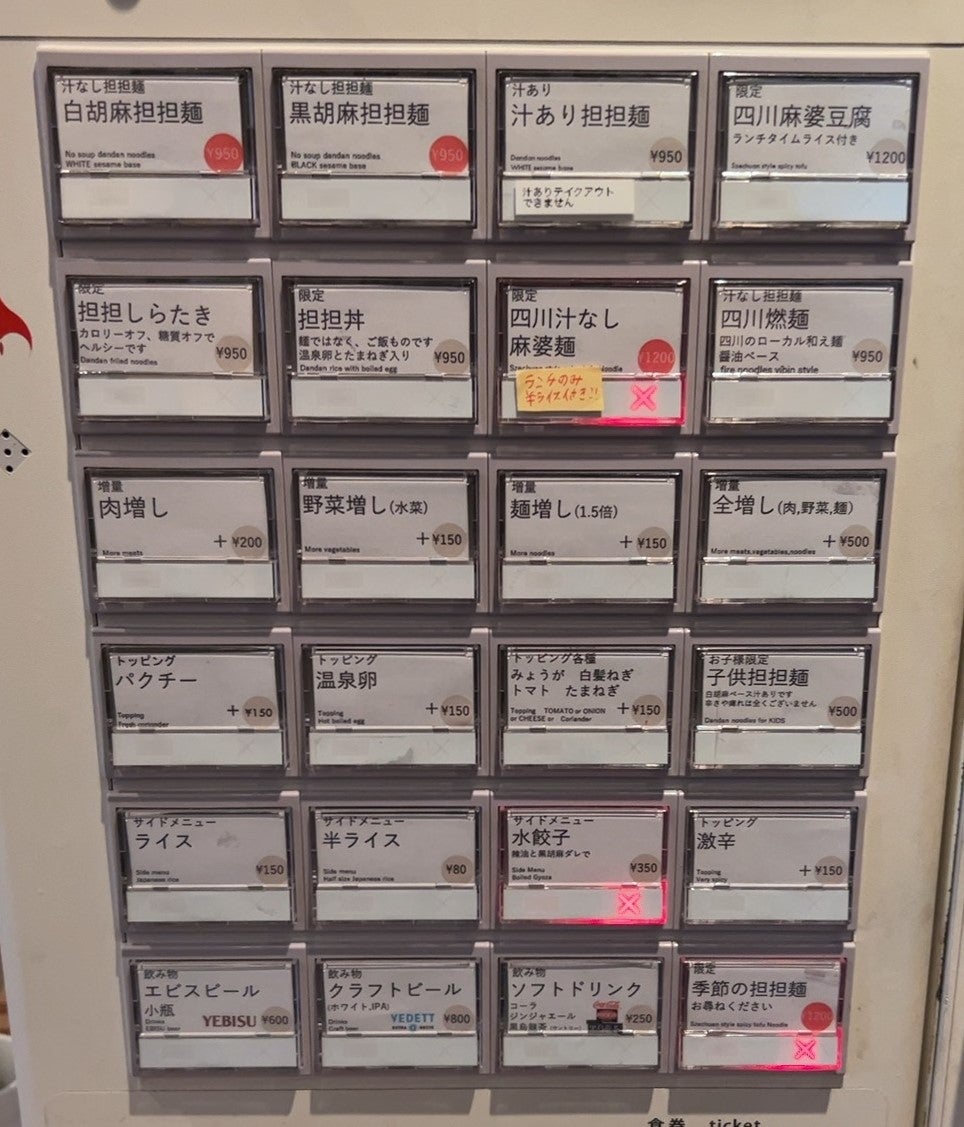 汁なし担担麺
白胡麻担担麺
No soup dandan noodles
WHITE sesame base
¥950
汁なし担担麺
黒胡麻担担麺
No soup dandan noodles
BLACK sesame base
¥950
汁あり
汁あり担担麺
Dandan noodles
WHITE sesame base
¥950
汁ありテイクアウト
できません
限定
四川麻婆豆腐
ランチタイムライス付き
Szechuan style spicy tofu
¥1200
限定
担担しらたき
カロリーオフ、糖質オフで
ヘルシーです
Dandan fried noodles
¥950
限定
担担丼
麺ではなく、ご飯ものです
温泉卵とたまねぎ入り
Dandan rice with boiled egg
¥950
限定
四川汁なし
麻婆麺
¥1200
ランチのみ
半ライス付き
汁なし担担麺
四川燃麺
四川のローカル和え麺
醤油ベース
fire noodles yibin style
¥950
増量
肉増し
More meats
+¥200
増量
野菜増し(水菜)
More vegetables
+¥150
増量
麺増し(1.5倍)
More noodles
+¥150
増量
全増し(肉,野菜,麺)
More meats,vegetables,noodles
+¥500
トッピング
パクチー
Topping
Fresh coriander
+¥150
トッピング
温泉卵
Topping
Hot boiled egg
+¥150
トッピング各種
みょうが 白髪ねぎ
トマト たまねぎ
Topping TOMATO or ONION
or CHEESE or Coriander
+¥150
お子様限定
子供担担麺
白胡麻ベース汁ありです
辛さや痺れは全くございません
Dandan noodles for KIDS
¥500
サイドメニュー
ライス
Side menu
Japanese rice
¥150
サイドメニュー
半ライス
Side menu
Half size Japanese rice
¥80
サイドメニュー
水餃子
辣油と黒胡麻ダレで
Side Menu
Boiled Gyoza
¥350
トッピング
激辛
Topping
Very spicy
+¥150
飲み物
エビスビール
小瓶
Drinks
EBISU beer
YEBISU
¥600
飲み物
クラフトビール
(ホワイト,IPA)
Drinks
Craft beer
VEDETT
¥800
飲み物
ソフトドリンク
コーラ
ジンジャエール
黒烏龍茶(サントリー)
¥250
限定
季節の担担麺
お尋ねください
Szechuan style spicy tofu Noodle
食券 ticket